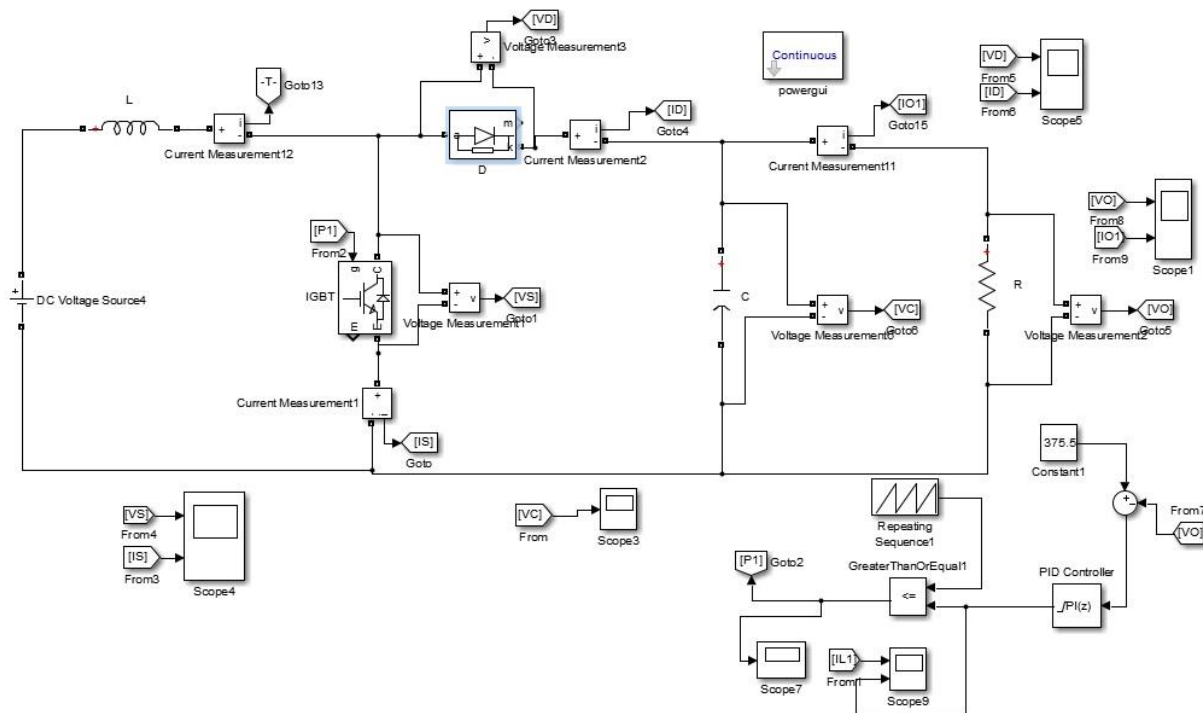 [VD]
Goto3
Voltage Measurement3
v
+
-
Continuous
powergui
[VD]
From5
[ID]
From6
Scope5
L
-T-
Goto13
+
i
-
Current Measurement12
a
m
k
D
[ID]
Goto4
+
i
-
Current Measurement2
[IO1]
Goto15
+
i
-
Current Measurement11
[VO]
From8
[IO1]
From9
Scope1
[P1]
From2
g
C
E
IGBT
+
-
v
[VS]
Goto1
Voltage Measurement1
+
DC Voltage Source4
C
+
-
v
[VC]
Goto6
Voltage Measurement6
R
+
-
v
[VO]
Goto5
Voltage Measurement2
Current Measurement1
+
[IS]
Goto
375.5
Constant1
+
-
From7
[VO]
[VS]
From4
[IS]
From3
Scope4
[VC]
From
Scope3
Repeating
Sequence1
[P1]
Goto2
GreaterThanOrEqual1
<=
PID Controller
PI(z)
Scope7
[IL1]
From1
Scope9